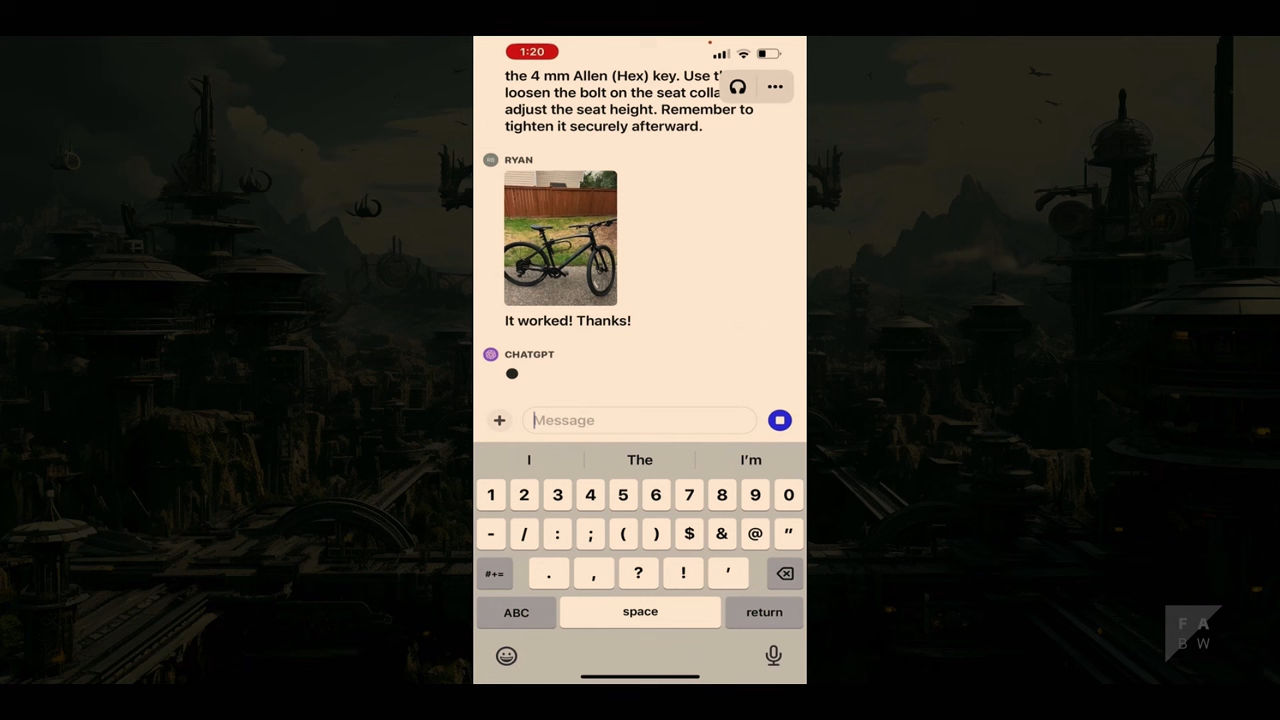 1:20
the 4 mm Allen (Hex) key. Use
loosen the bolt on the seat
adjust the seat height. Remember to
tighten it securely afterward.
RYAN
It worked! Thanks!
CHATGPT
Message
I The I'm
1 2 3 4 5 6 7 8 9 0
- / : ; ( ) $ & @ "
#+= . , ? ! '
ABC space return
F A
B W